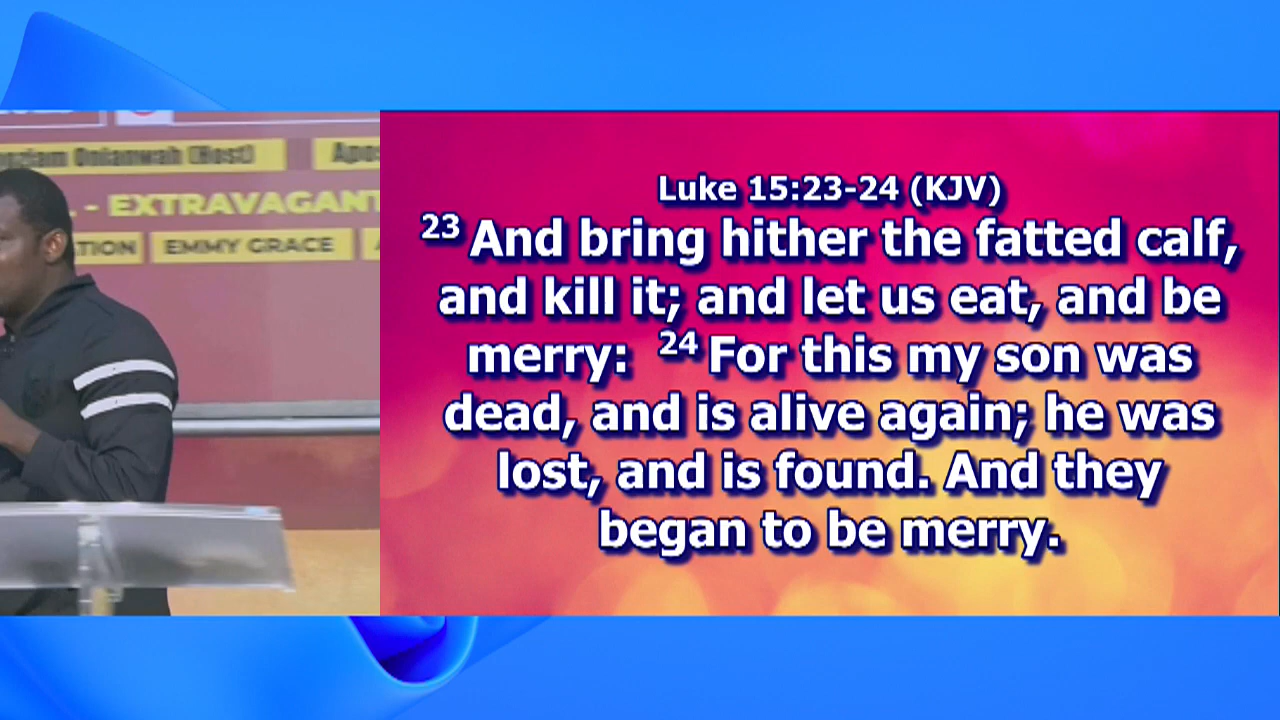 Onianwah (Host)
- EXTRAVAGANT
EMMY GRACE
Luke 15:23-24 (KJV)
23 And bring hither the fatted calf,
and kill it; and let us eat, and be
merry: 24 For this my son was
dead, and is alive again; he was
lost, and is found. And they
began to be merry.